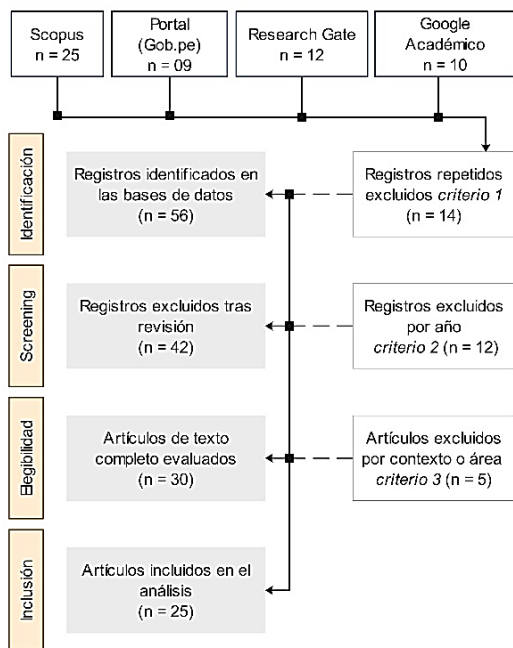 Scopus
n = 25
Portal
(Gob.pe)
n = 09
Research Gate
n = 12
Google
Académico
n = 10
Identificación
Registros identificados en
las bases de datos
(n = 56)
Registros repetidos
excluidos criterio 1
(n = 14)
Screening
Registros excluidos tras
revisión
(n = 42)
Registros excluidos
por año
criterio 2 (n = 12)
Elegibilidad
Artículos de texto
completo evaluados
(n = 30)
Artículos excluidos
por contexto o área
criterio 3 (n = 5)
Inclusión
Artículos incluidos en el
análisis
(n = 25)